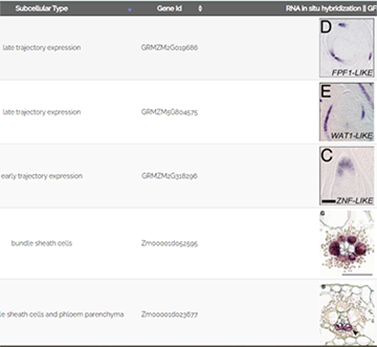 Subcellular Type Gene Id RNA in situ hybridization || GF
late trajectory expression GRMZM2G019686 D FPF1-LIKE
late trajectory expression GRMZM5G804575 E WAT1-LIKE
early trajectory expression GRMZM2G318296 C ZNF-LIKE
bundle sheath cells Zm00001d052595
le sheath cells and phloem parenchyma Zm00001d023677